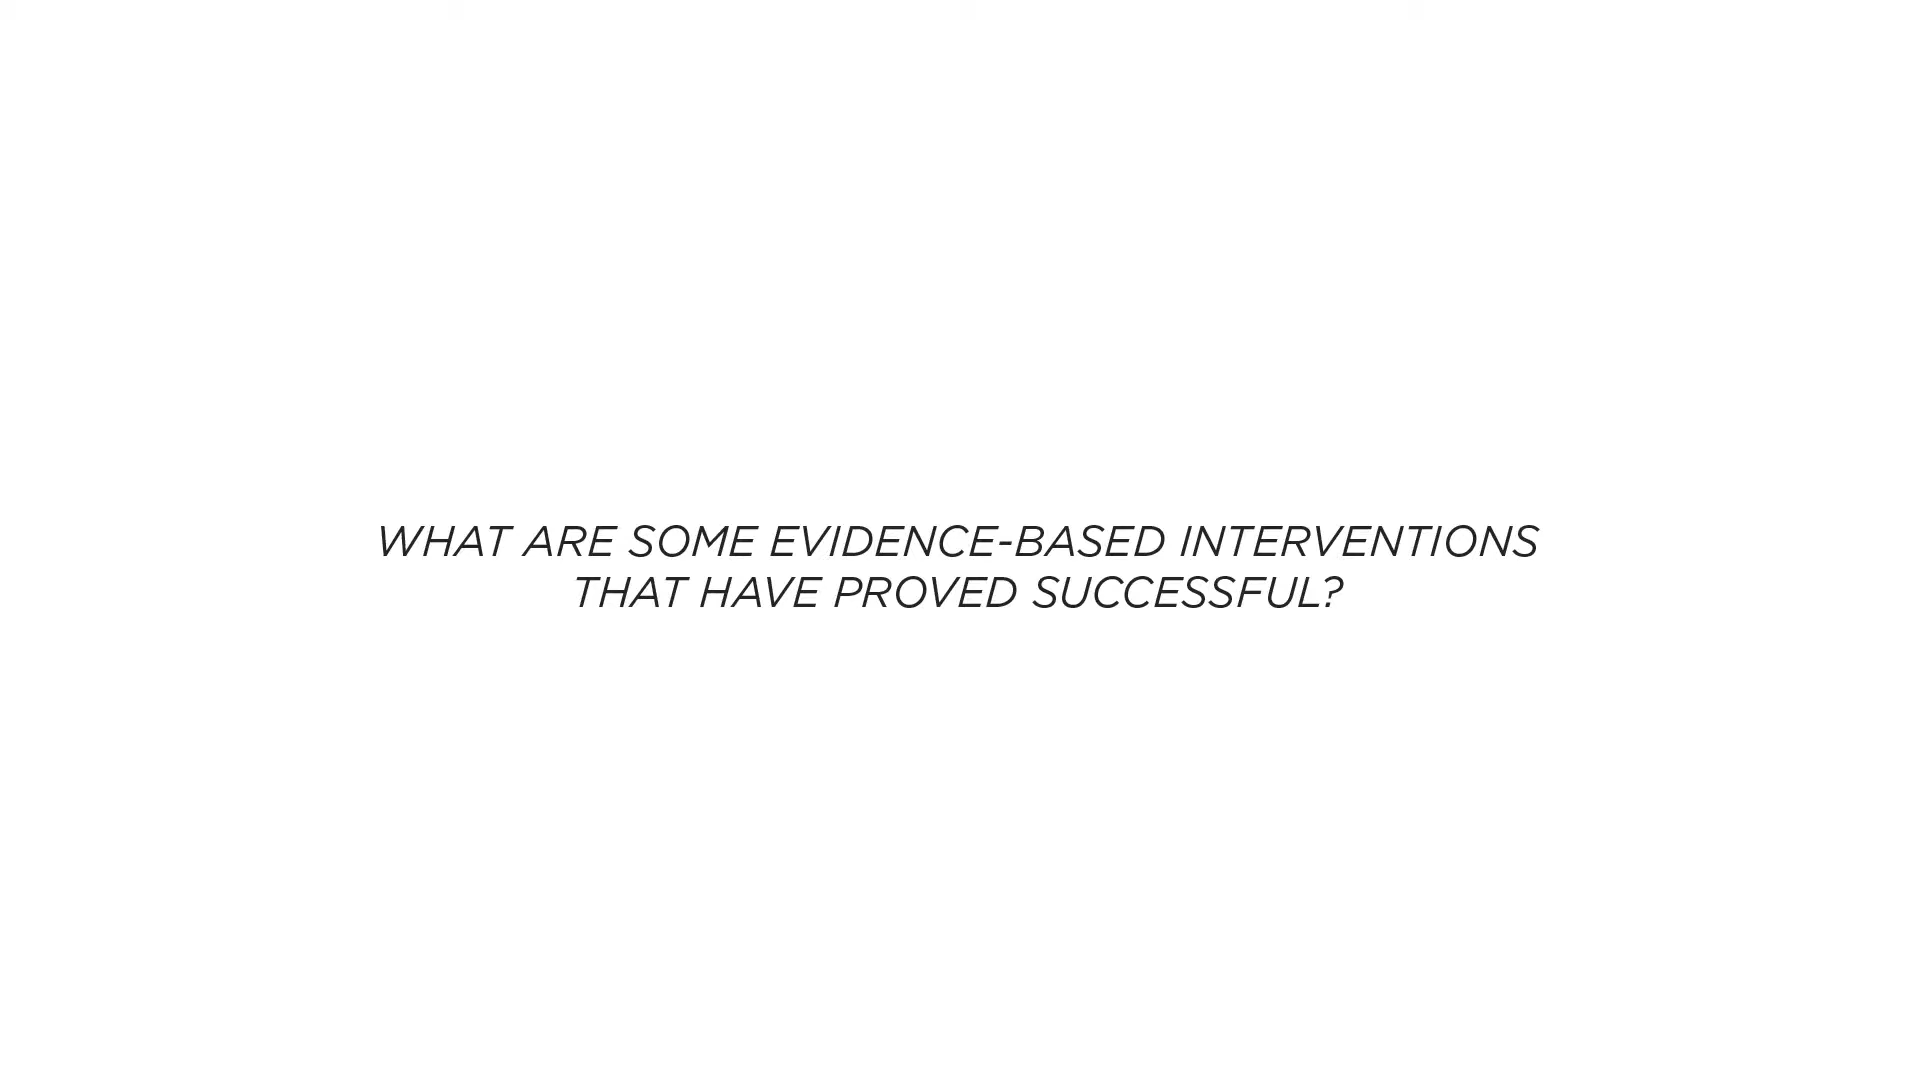 WHAT ARE SOME EVIDENCE-BASED INTERVENTIONS
THAT HAVE PROVED SUCCESSFUL?